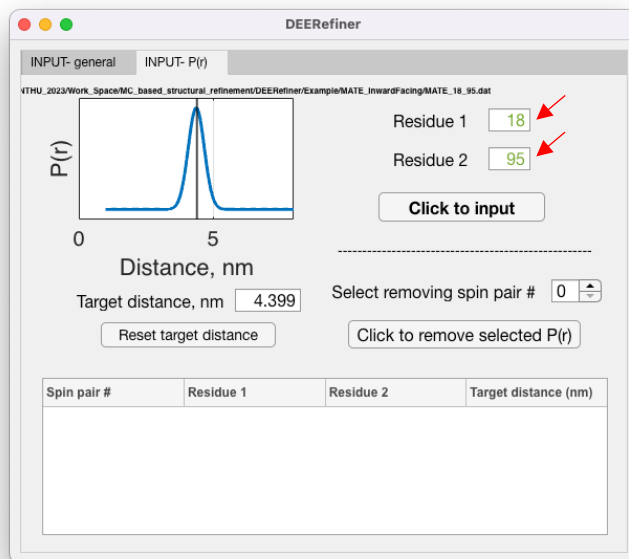 DEERefiner
INPUT- general
INPUT- P(r)
NTHU_2023/Work_Space/MC_based_structural_refinement/DEERefiner/Example/MATE_InwardFacing/MATE_18_95.dat
P(r)
0 5
Distance, nm
Target distance, nm 4.399
Reset target distance
Residue 1 18
Residue 2 95
Click to input
Select removing spin pair # 0
Click to remove selected P(r)
Spin pair # Residue 1 Residue 2 Target distance (nm)